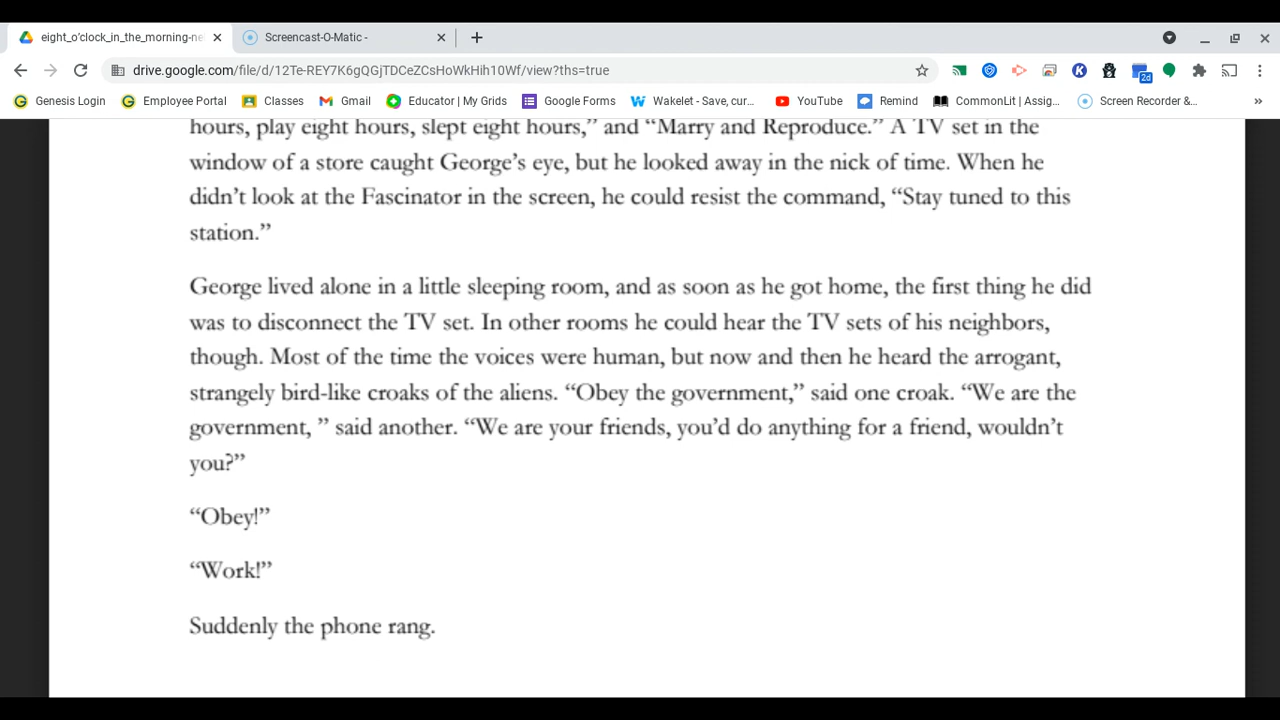 eight_o'clock_in_the_morning-ne
Screencast-O-Matic -
drive.google.com/file/d/12Te-REY7K6gQGjTDCeZCsHoWkHih10Wf/view?ths=true
2d
Genesis Login Employee Portal Classes Gmail Educator | My Grids Google Forms Wakelet - Save, cur... YouTube Remind CommonLit | Assig... Screen Recorder &... »
hours, play eight hours, slept eight hours,” and “Marry and Reproduce.” A TV set in the
window of a store caught George’s eye, but he looked away in the nick of time. When he
didn’t look at the Fascinator in the screen, he could resist the command, “Stay tuned to this
station.”
George lived alone in a little sleeping room, and as soon as he got home, the first thing he did
was to disconnect the TV set. In other rooms he could hear the TV sets of his neighbors,
though. Most of the time the voices were human, but now and then he heard the arrogant,
strangely bird-like croaks of the aliens. “Obey the government,” said one croak. “We are the
government, ” said another. “We are your friends, you’d do anything for a friend, wouldn’t
you?”
“Obey!”
“Work!”
Suddenly the phone rang.